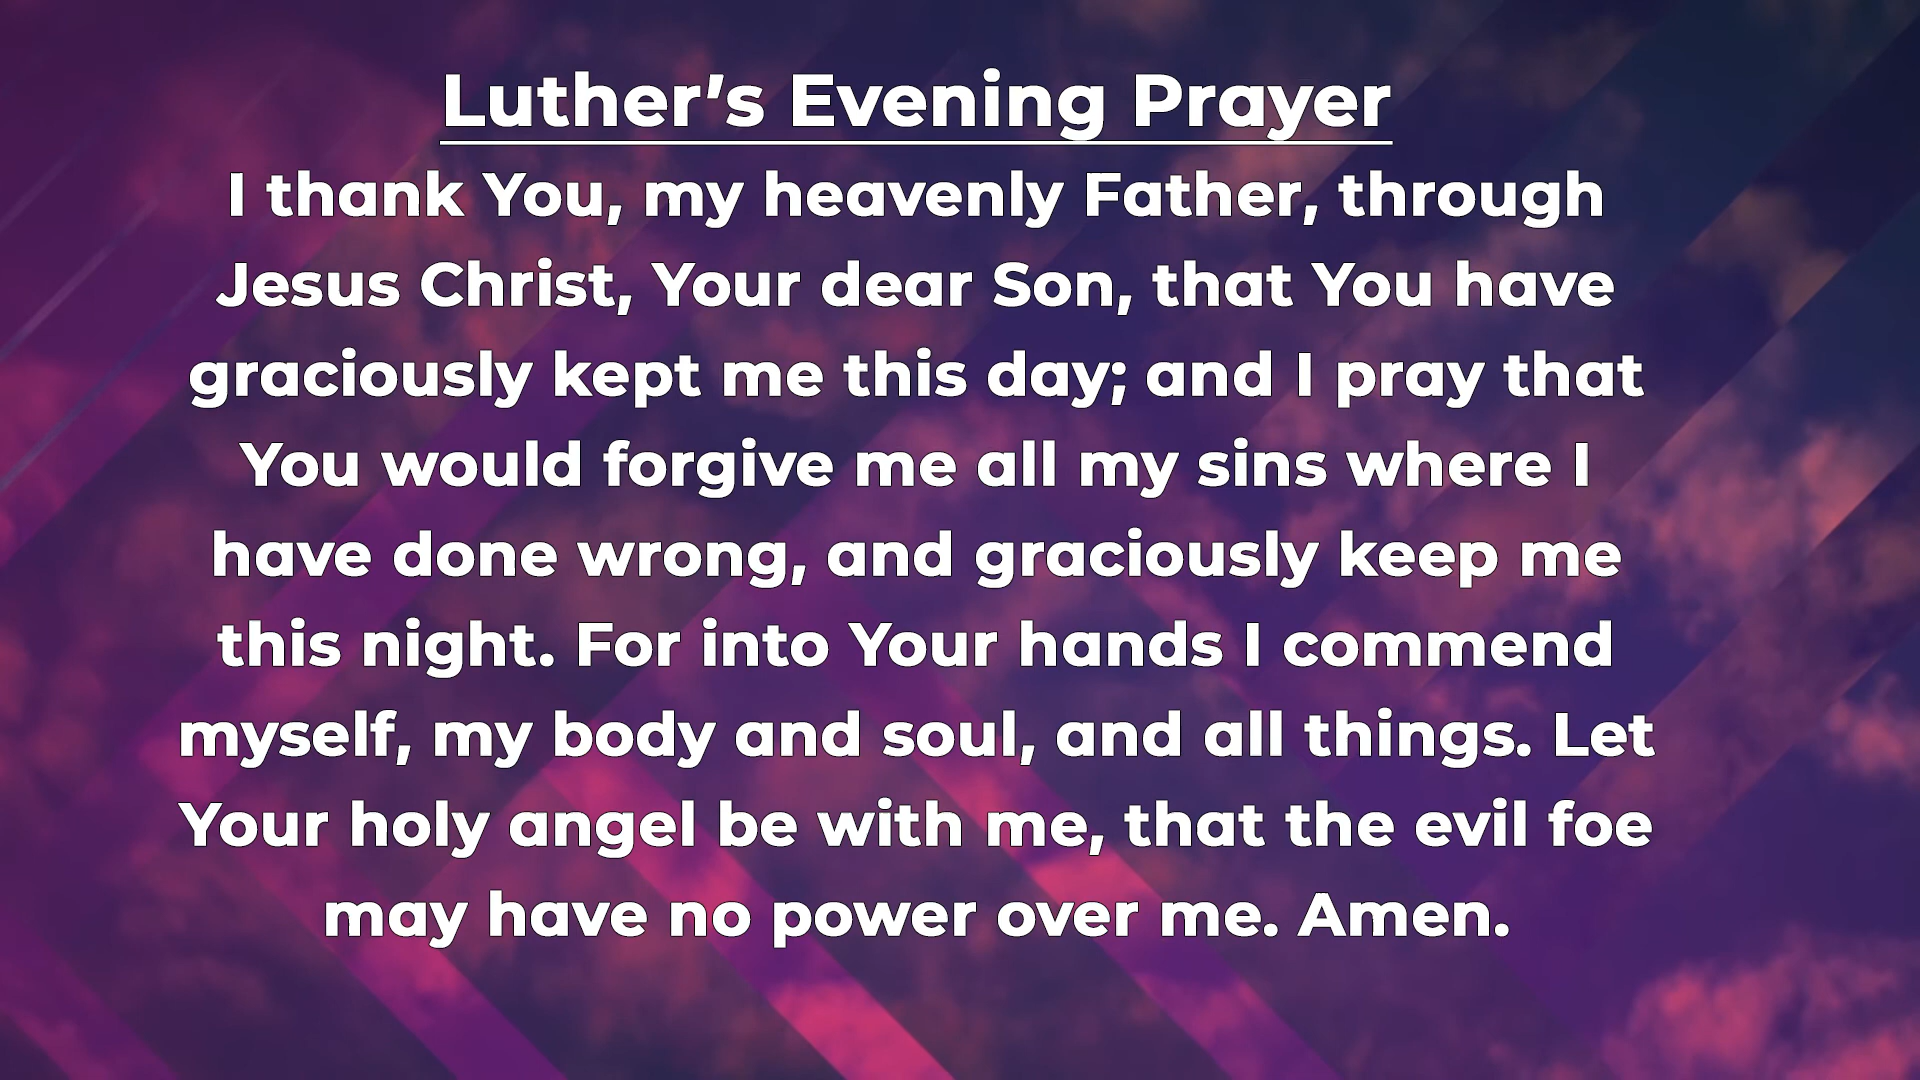 Luther’s Evening Prayer
I thank You, my heavenly Father, through
Jesus Christ, Your dear Son, that You have
graciously kept me this day; and I pray that
You would forgive me all my sins where I
have done wrong, and graciously keep me
this night. For into Your hands I commend
myself, my body and soul, and all things. Let
Your holy angel be with me, that the evil foe
may have no power over me. Amen.